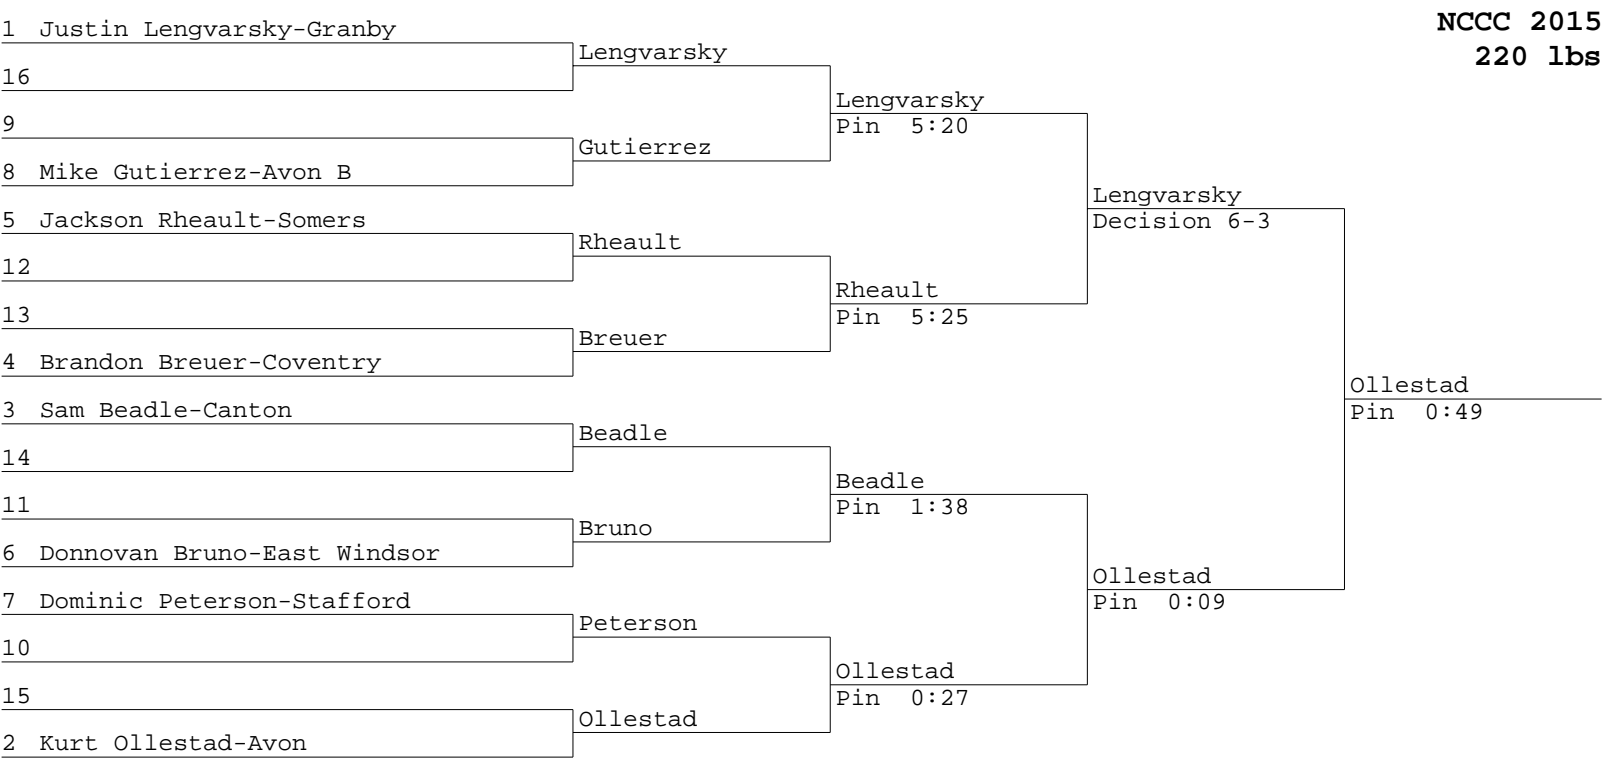 NCCC 2015
220 lbs
1 Justin Lengvarsky-Granby
16
9
8 Mike Gutierrez-Avon B
5 Jackson Rheault-Somers
12
13
4 Brandon Breuer-Coventry
3 Sam Beadle-Canton
14
11
6 Donnovan Bruno-East Windsor
7 Dominic Peterson-Stafford
10
15
2 Kurt Ollestad-Avon
Lengvarsky
Gutierrez
Rheault
Breuer
Beadle
Bruno
Peterson
Ollestad
Lengvarsky
Pin 5:20
Rheault
Pin 5:25
Beadle
Pin 1:38
Ollestad
Pin 0:27
Lengvarsky
Decision 6-3
Ollestad
Pin 0:09
Ollestad
Pin 0:49